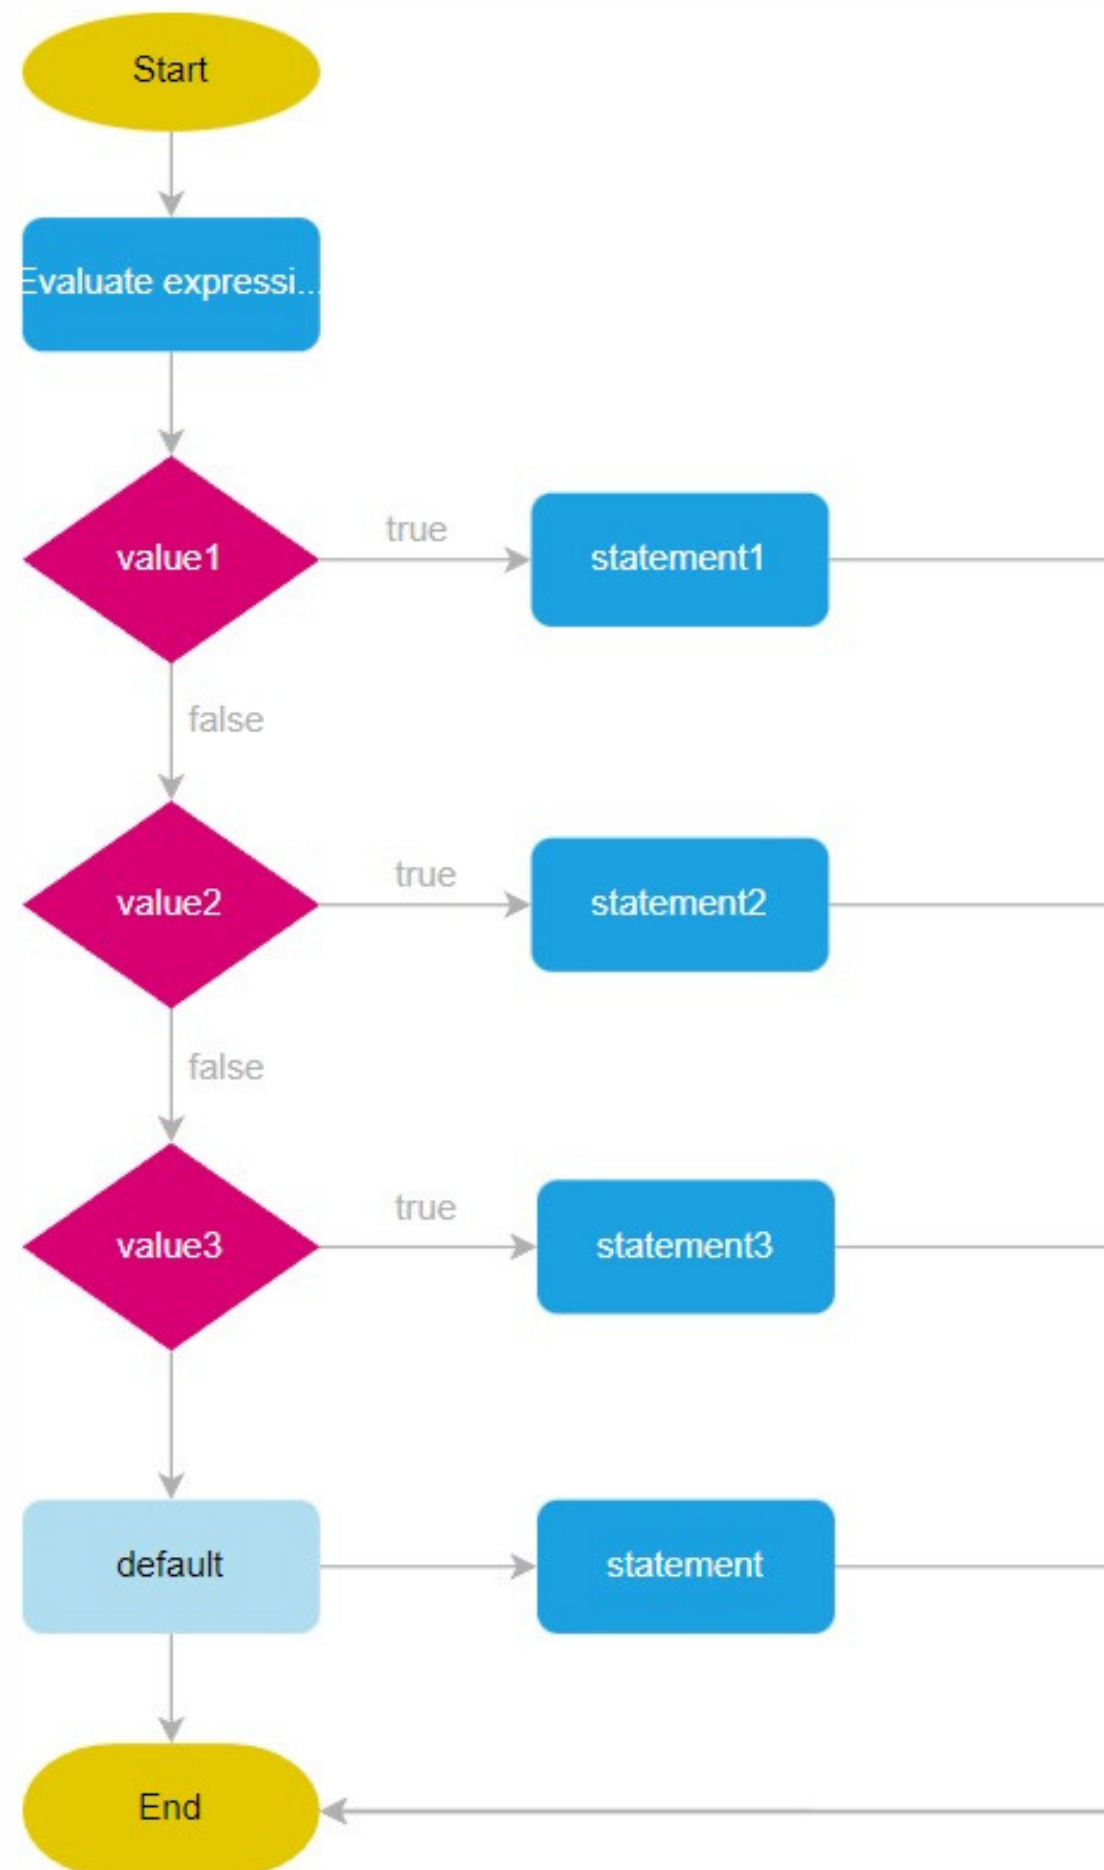 Start
Evaluate expressi...
value1
true
statement1
false
value2
true
statement2
false
value3
true
statement3
default
statement
End